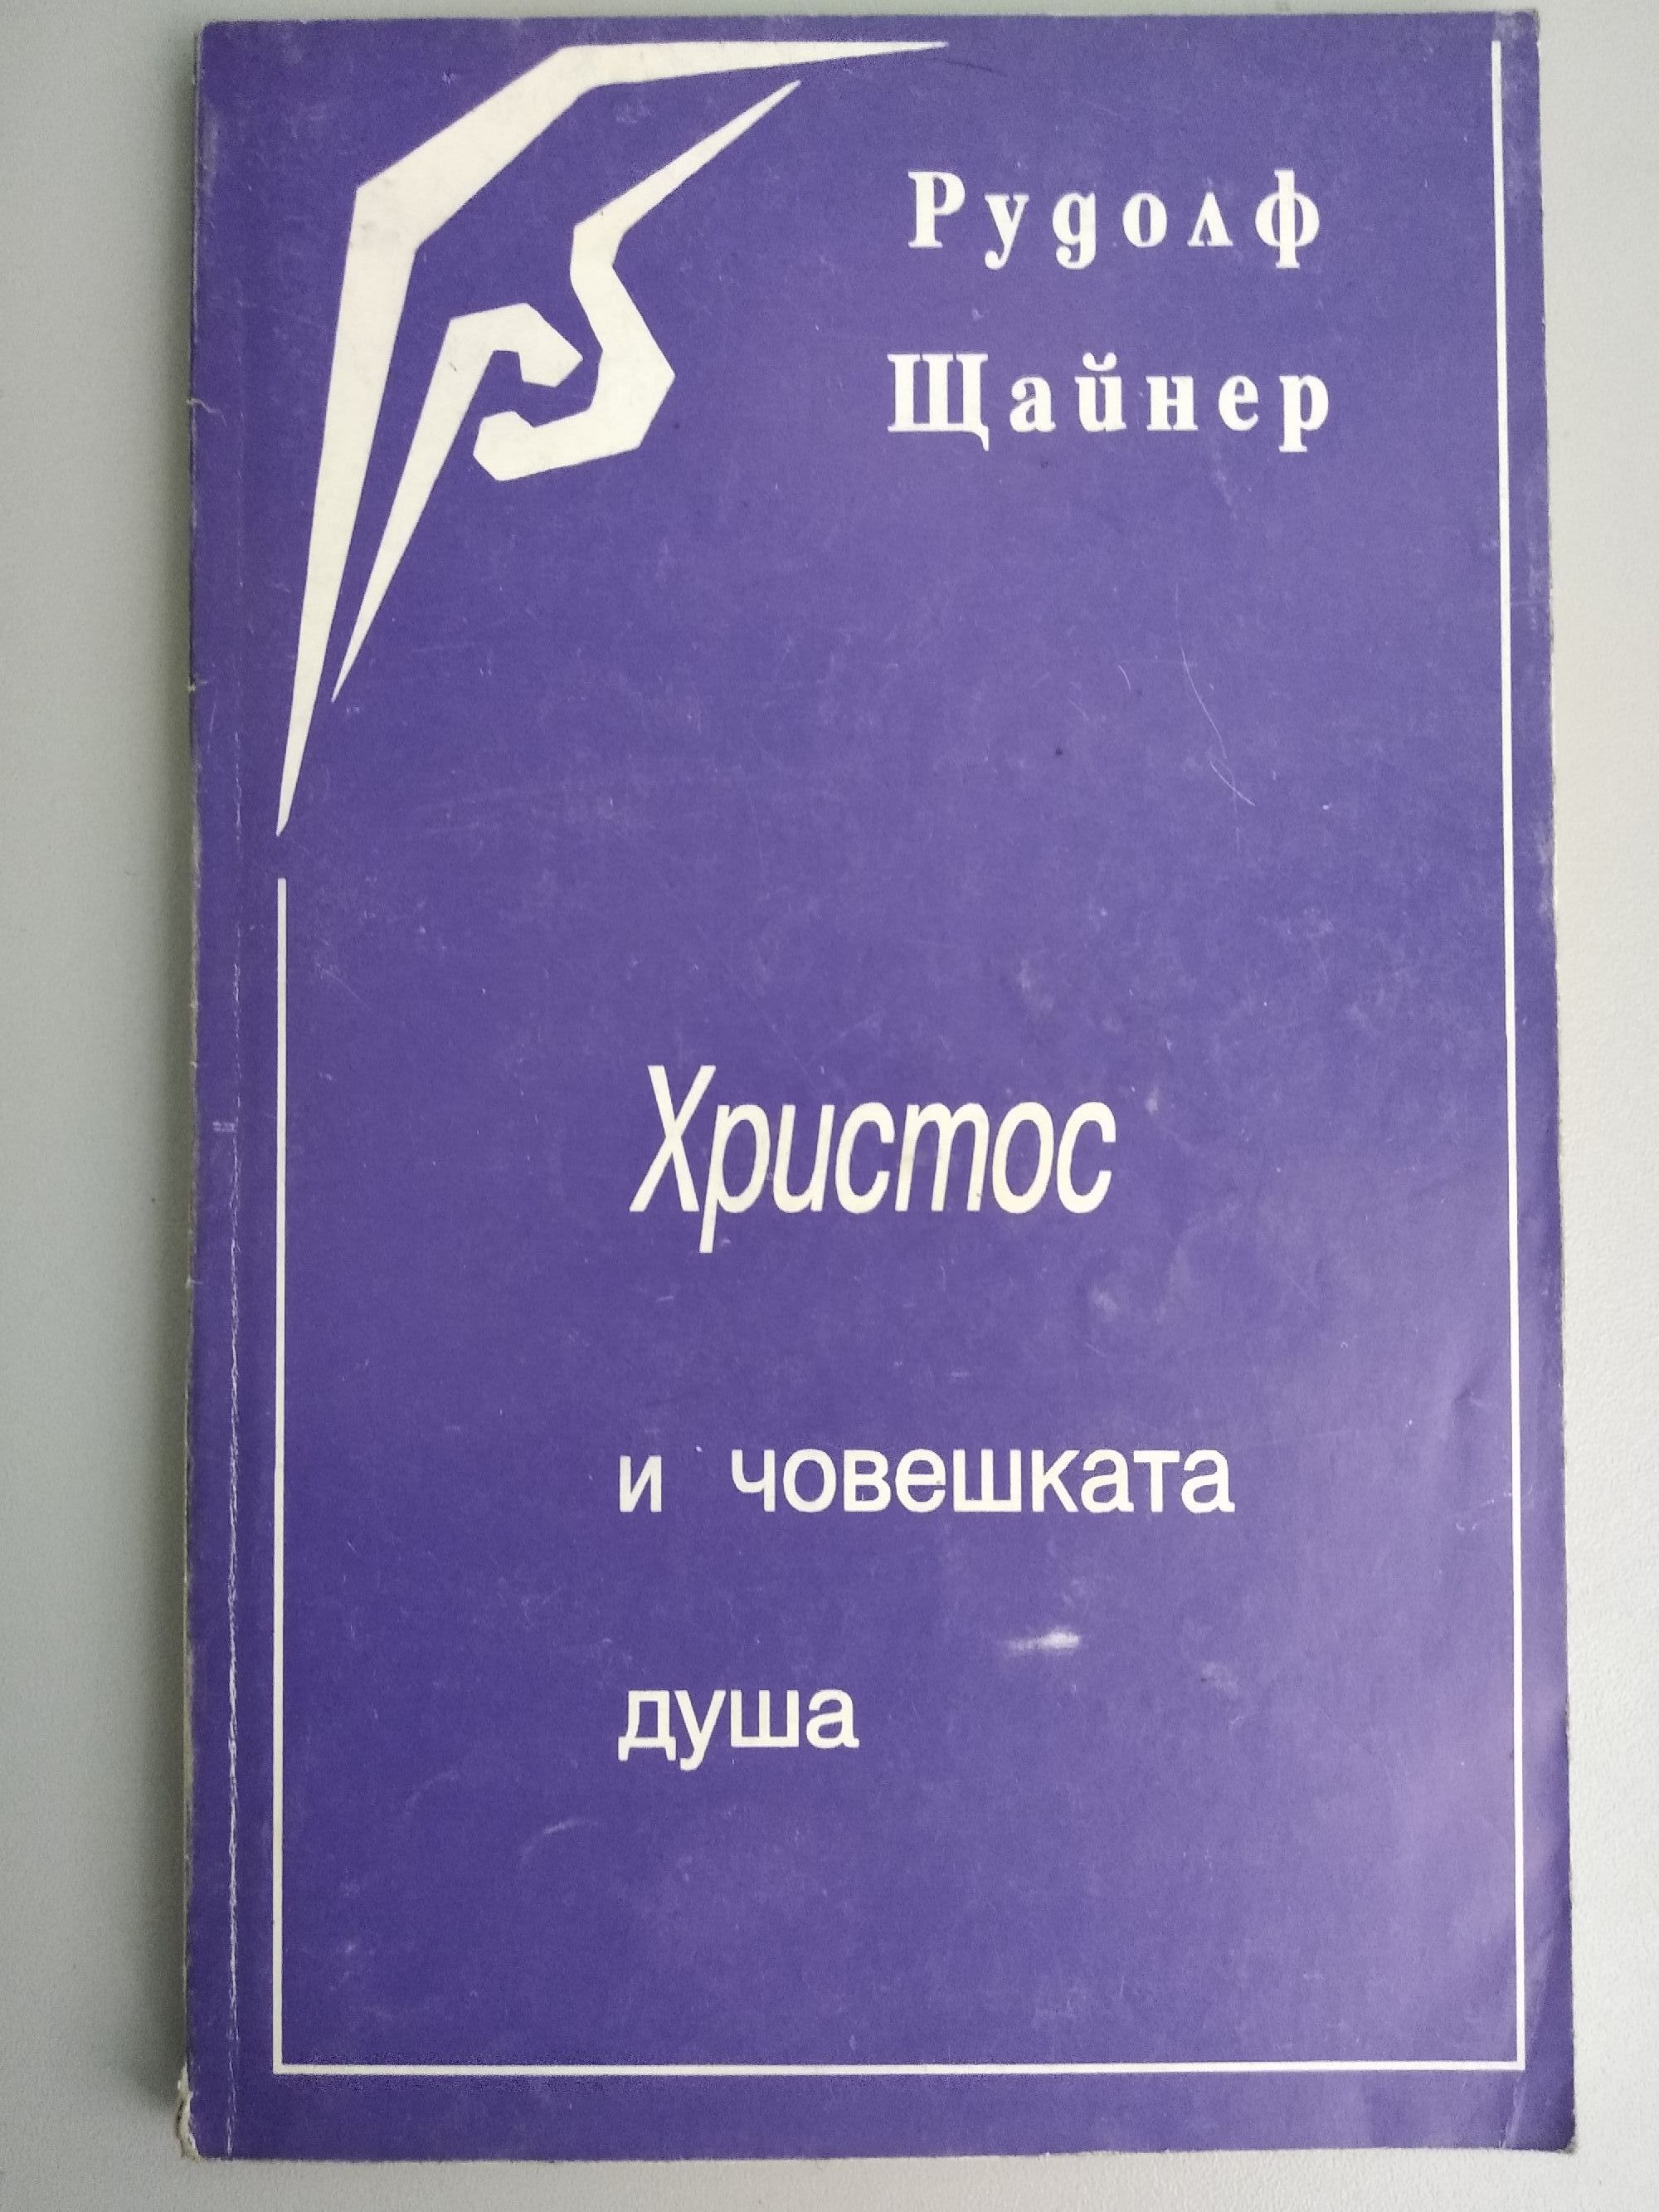 Рудолф
Щайнер
Христос
и човешката
душа